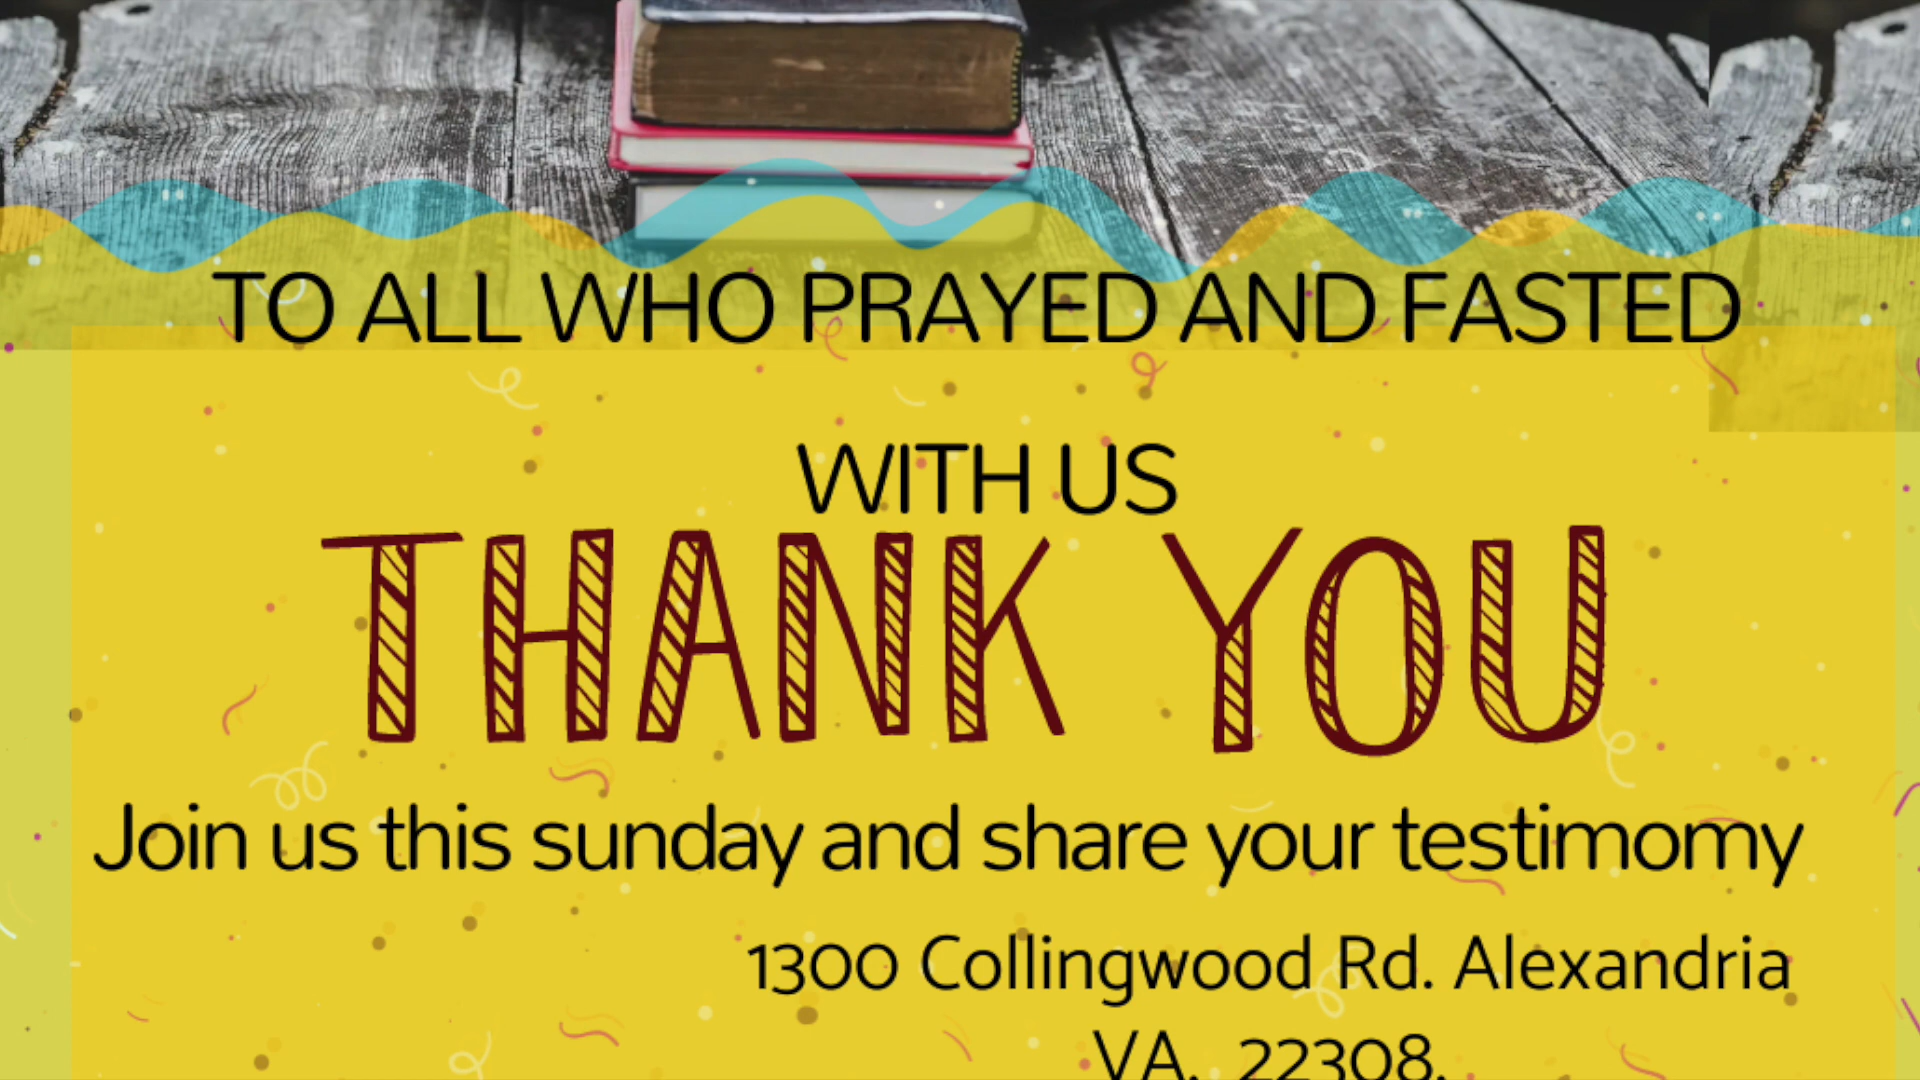 TO ALL WHO PRAYED AND FASTED
WITH US
THANK YOU
Join us this sunday and share your testimomy
1300 Collingwood Rd. Alexandria
VA, 22308.